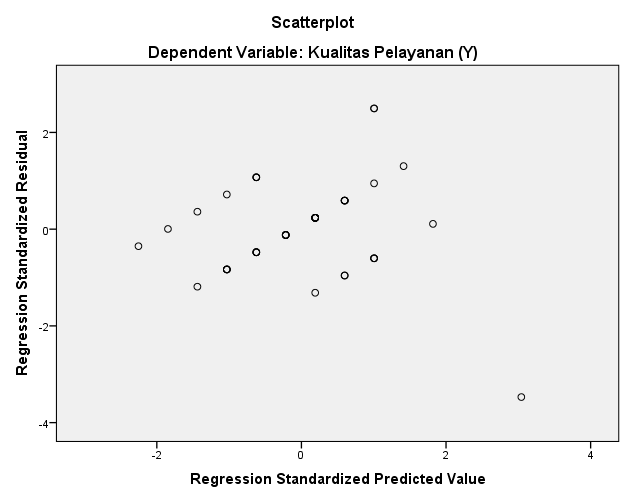 Scatterplot
Dependent Variable: Kualitas Pelayanan (Y)
Regression Standardized Residual
2
0
-2
-4
-2
0
2
4
Regression Standardized Predicted Value